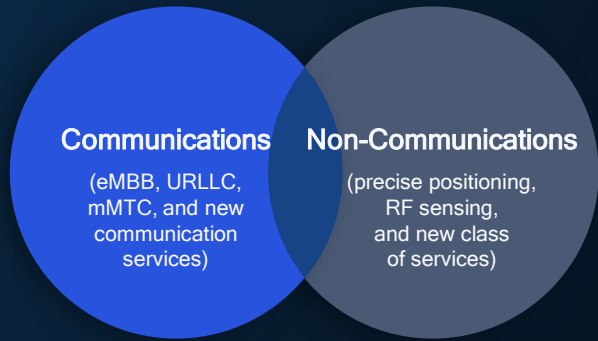 Communications
(eMBB, URLLC,
mMTC, and new
communication
services)
Non-Communications
(precise positioning,
RF sensing,
and new class
of services)